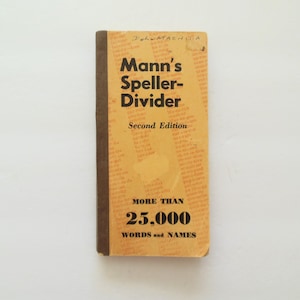 Mann's
Speller-
Divider
Second Edition
MORE THAN
25,000
WORDS and NAMES